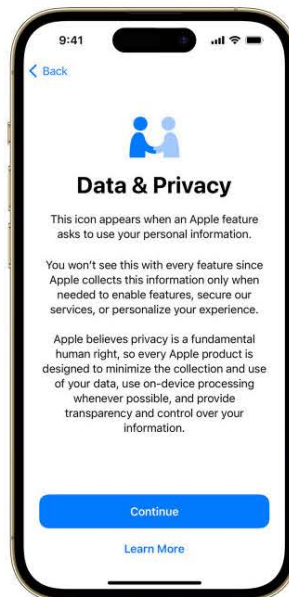 9:41
Back
Data & Privacy
This icon appears when an Apple feature
asks to use your personal information.
You won't see this with every feature since
Apple collects this information only when
needed to enable features, secure our
services, or personalize your experience.
Apple believes privacy is a fundamental
human right, so every Apple product is
designed to minimize the collection and use
of your data, use on-device processing
whenever possible, and provide
transparency and control over your
information.
Continue
Learn More